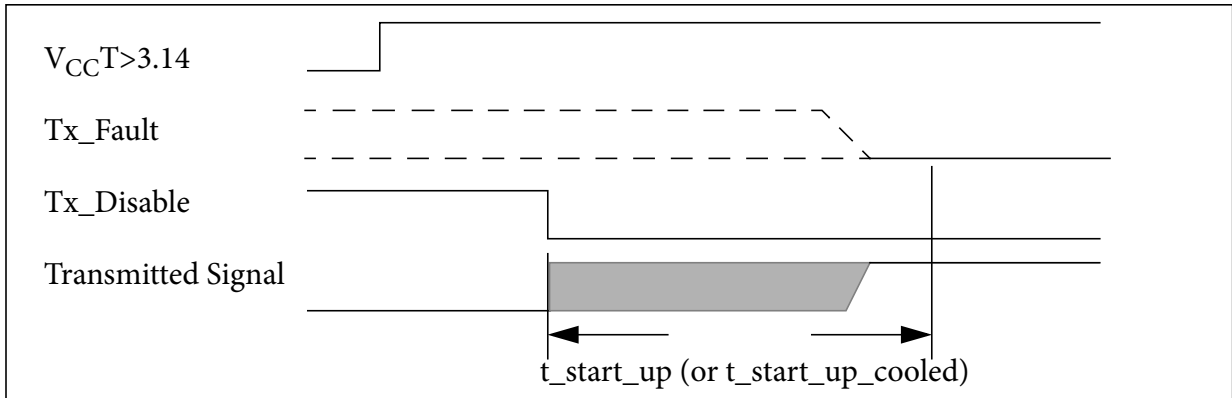 VCCT>3.14
Tx_Fault
Tx_Disable
Transmitted Signal
t_start_up (or t_start_up_cooled)